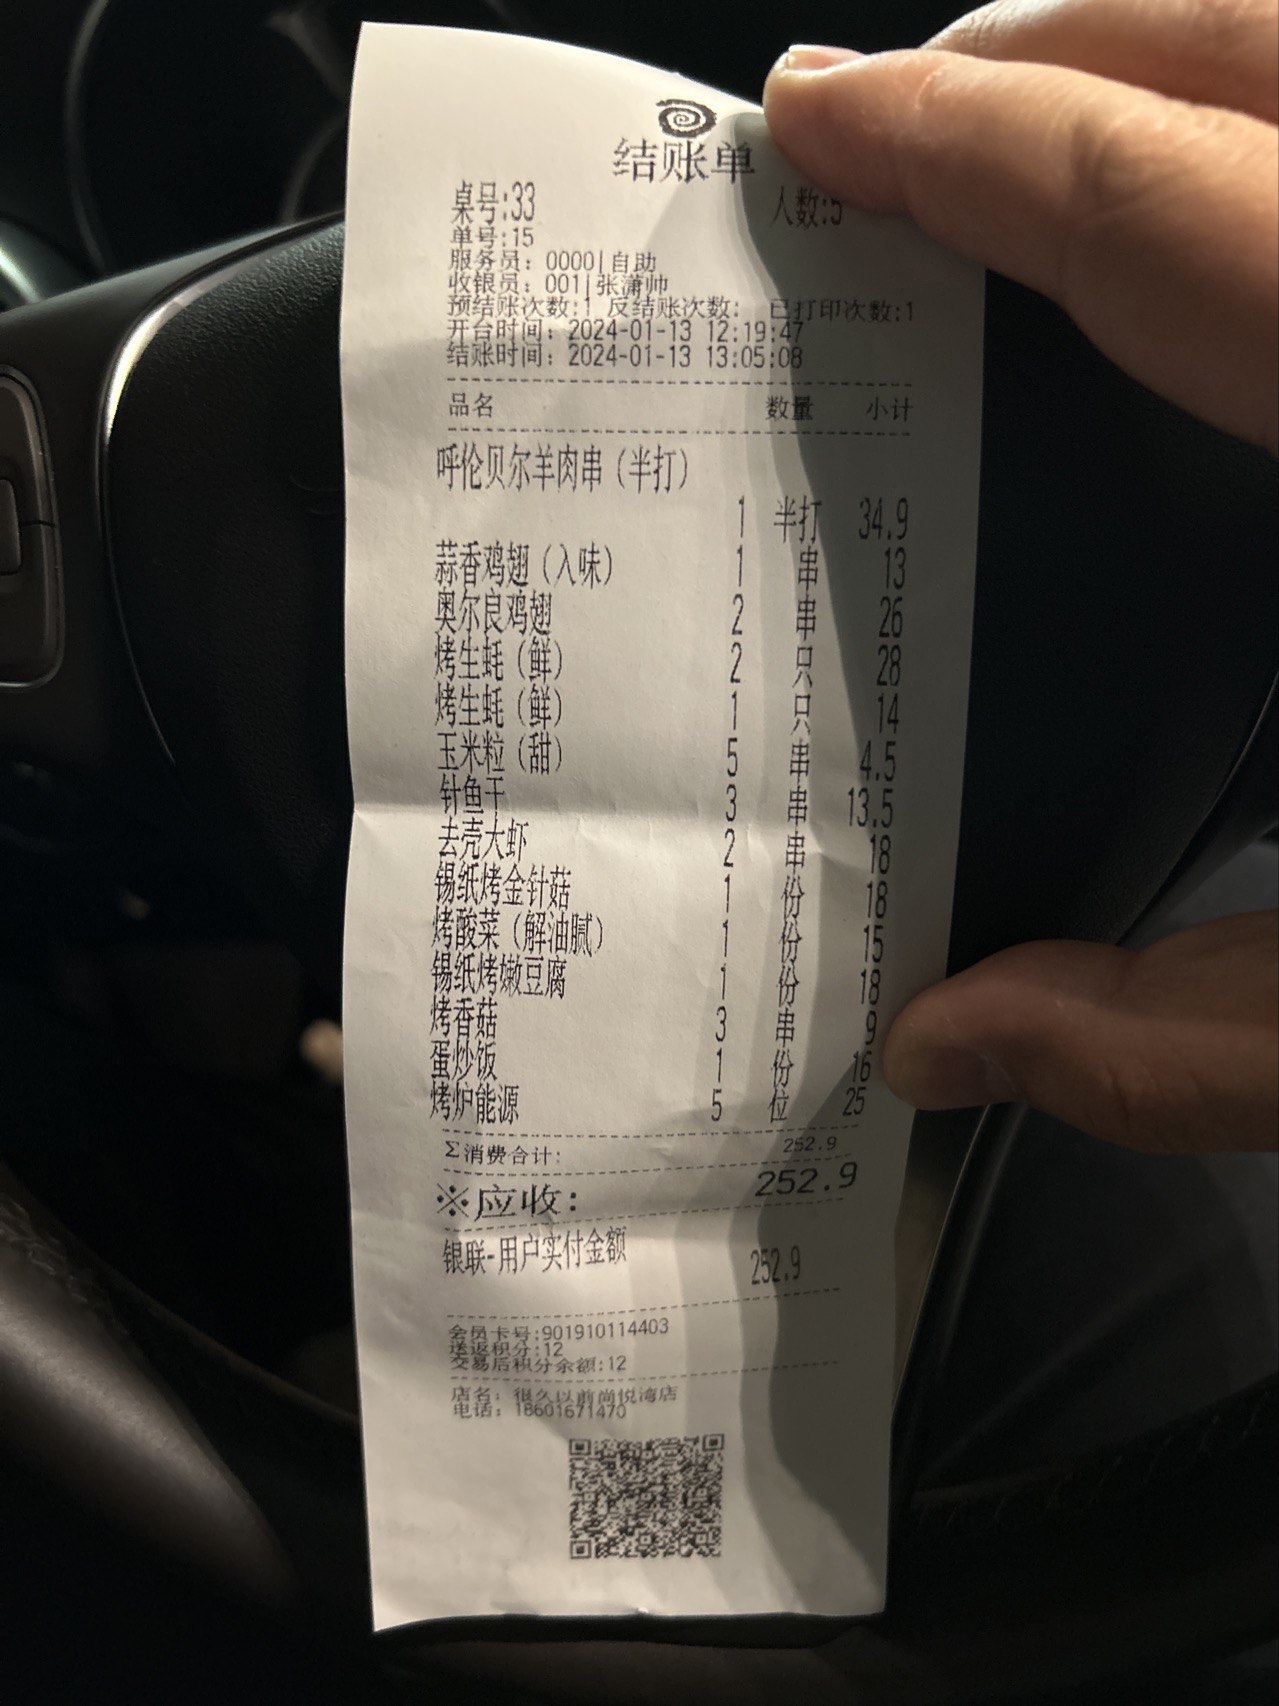 结账单
桌号:33 人数:5
单号:15
服务员: 0000|自助
收银员: 001|张潇帅
预结账次数:1 反结账次数: 已打印次数:1
开台时间: 2024-01-13 12:19:47
结账时间: 2024-01-13 13:05:08
品名 数量 小计
呼伦贝尔羊肉串(半打)
1 半打 34.9
蒜香鸡翅(入味) 1 串 13
奥尔良鸡翅 2 串 26
烤生蚝(鲜) 2 只 28
烤生蚝(鲜) 1 只 14
玉米粒(甜) 5 串 4.5
针鱼干 3 串 13.5
去壳大虾 2 串 18
锡纸烤金针菇 1 份 18
烤酸菜(解油腻) 1 份 15
锡纸烤嫩豆腐 1 份 18
烤香菇 3 串 9
蛋炒饭 1 份 16
烤炉能源 5 位 25
Σ消费合计: 252.9
※应收: 252.9
银联-用户实付金额 252.9
会员卡号:901910114403
送返积分:12
交易后积分余额:12
店名: 很久以前尚悦湾店
电话: 18601671470